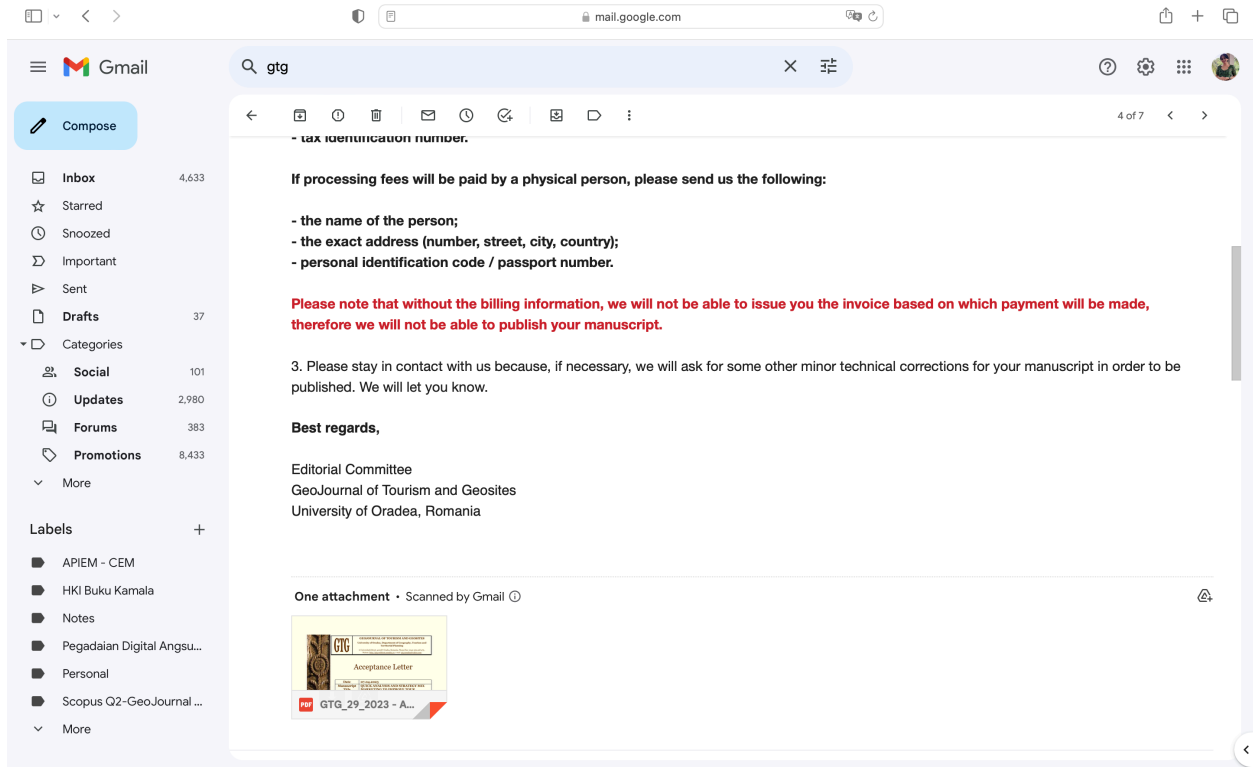 mail.google.com
Gmail
gtg
Compose
4 of 7
Inbox 4,633
Starred
Snoozed
Important
Sent
Drafts 37
Categories
Social 101
Updates 2,980
Forums 383
Promotions 8,433
More
Labels
APIEM - CEM
HKI Buku Kamala
Notes
Pegadaian Digital Angsu...
Personal
Scopus Q2-GeoJournal ...
More
- tax identification number.
If processing fees will be paid by a physical person, please send us the following:
- the name of the person;
- the exact address (number, street, city, country);
- personal identification code / passport number.
Please note that without the billing information, we will not be able to issue you the invoice based on which payment will be made,
therefore we will not be able to publish your manuscript.
3. Please stay in contact with us because, if necessary, we will ask for some other minor technical corrections for your manuscript in order to be
published. We will let you know.
Best regards,
Editorial Committee
GeoJournal of Tourism and Geosites
University of Oradea, Romania
One attachment • Scanned by Gmail
GTG
GEOJOURNAL OF TOURISM AND GEOSITES
Acceptance Letter
PDF GTG_29_2023 - A...